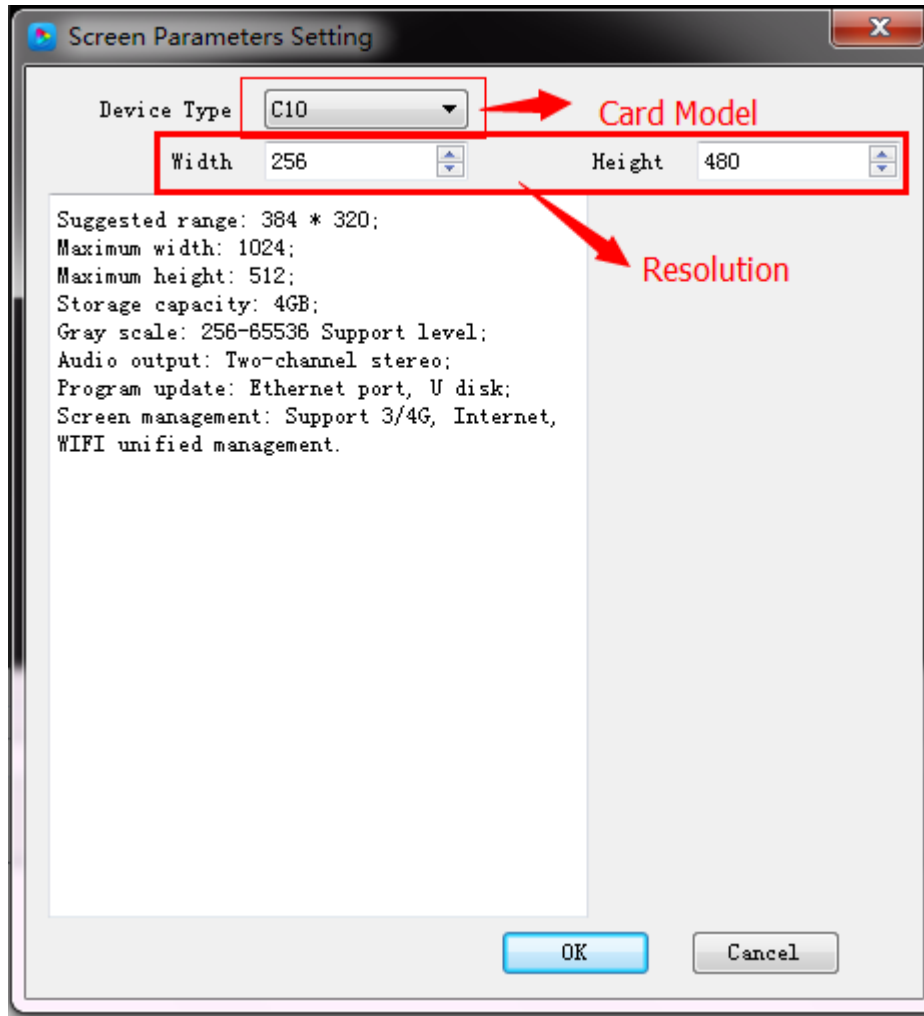 Screen Parameters Setting
Device Type C10 Card Model
Width 256 Height 480
Resolution
Suggested range: 384 * 320;
Maximum width: 1024;
Maximum height: 512;
Storage capacity: 4GB;
Gray scale: 256-65536 Support level;
Audio output: Two-channel stereo;
Program update: Ethernet port, U disk;
Screen management: Support 3/4G, Internet,
WIFI unified management.
OK Cancel